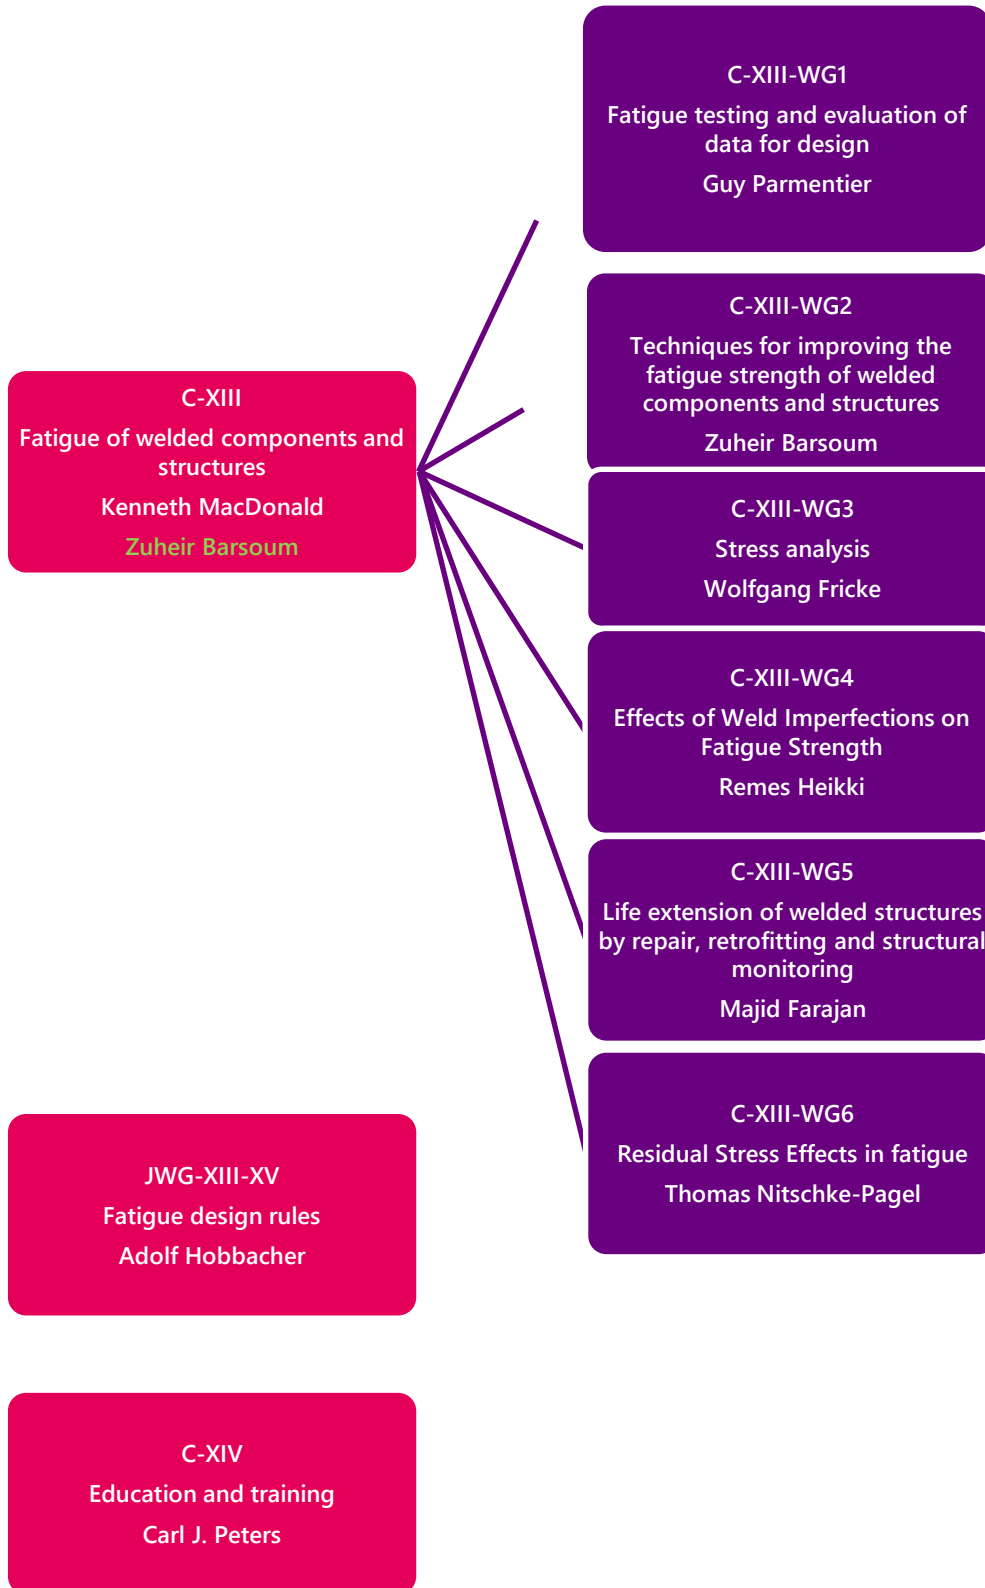 C-XIII-WG1
Fatigue testing and evaluation of
data for design
Guy Parmentier
C-XIII-WG2
Techniques for improving the
fatigue strength of welded
components and structures
Zuheir Barsoum
C-XIII
Fatigue of welded components and
structures
Kenneth MacDonald
Zuheir Barsoum
C-XIII-WG3
Stress analysis
Wolfgang Fricke
C-XIII-WG4
Effects of Weld Imperfections on
Fatigue Strength
Remes Heikki
C-XIII-WG5
Life extension of welded structures
by repair, retrofitting and structural
monitoring
Majid Farajan
C-XIII-WG6
Residual Stress Effects in fatigue
Thomas Nitschke-Pagel
JWG-XIII-XV
Fatigue design rules
Adolf Hobbacher
C-XIV
Education and training
Carl J. Peters